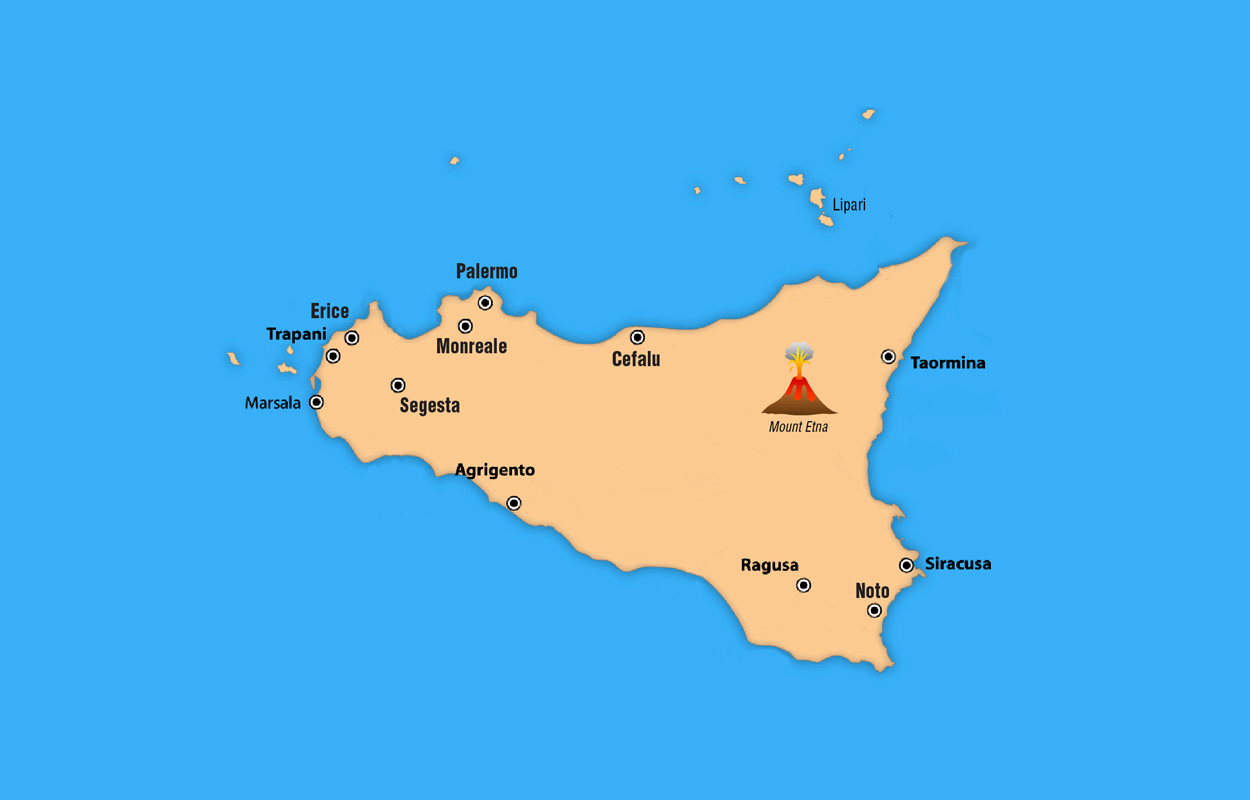 Lipari
Palermo
Erice
Trapani
Monreale
Cefalu
Taormina
Marsala
Segesta
Mount Etna
Agrigento
Ragusa
Siracusa
Noto